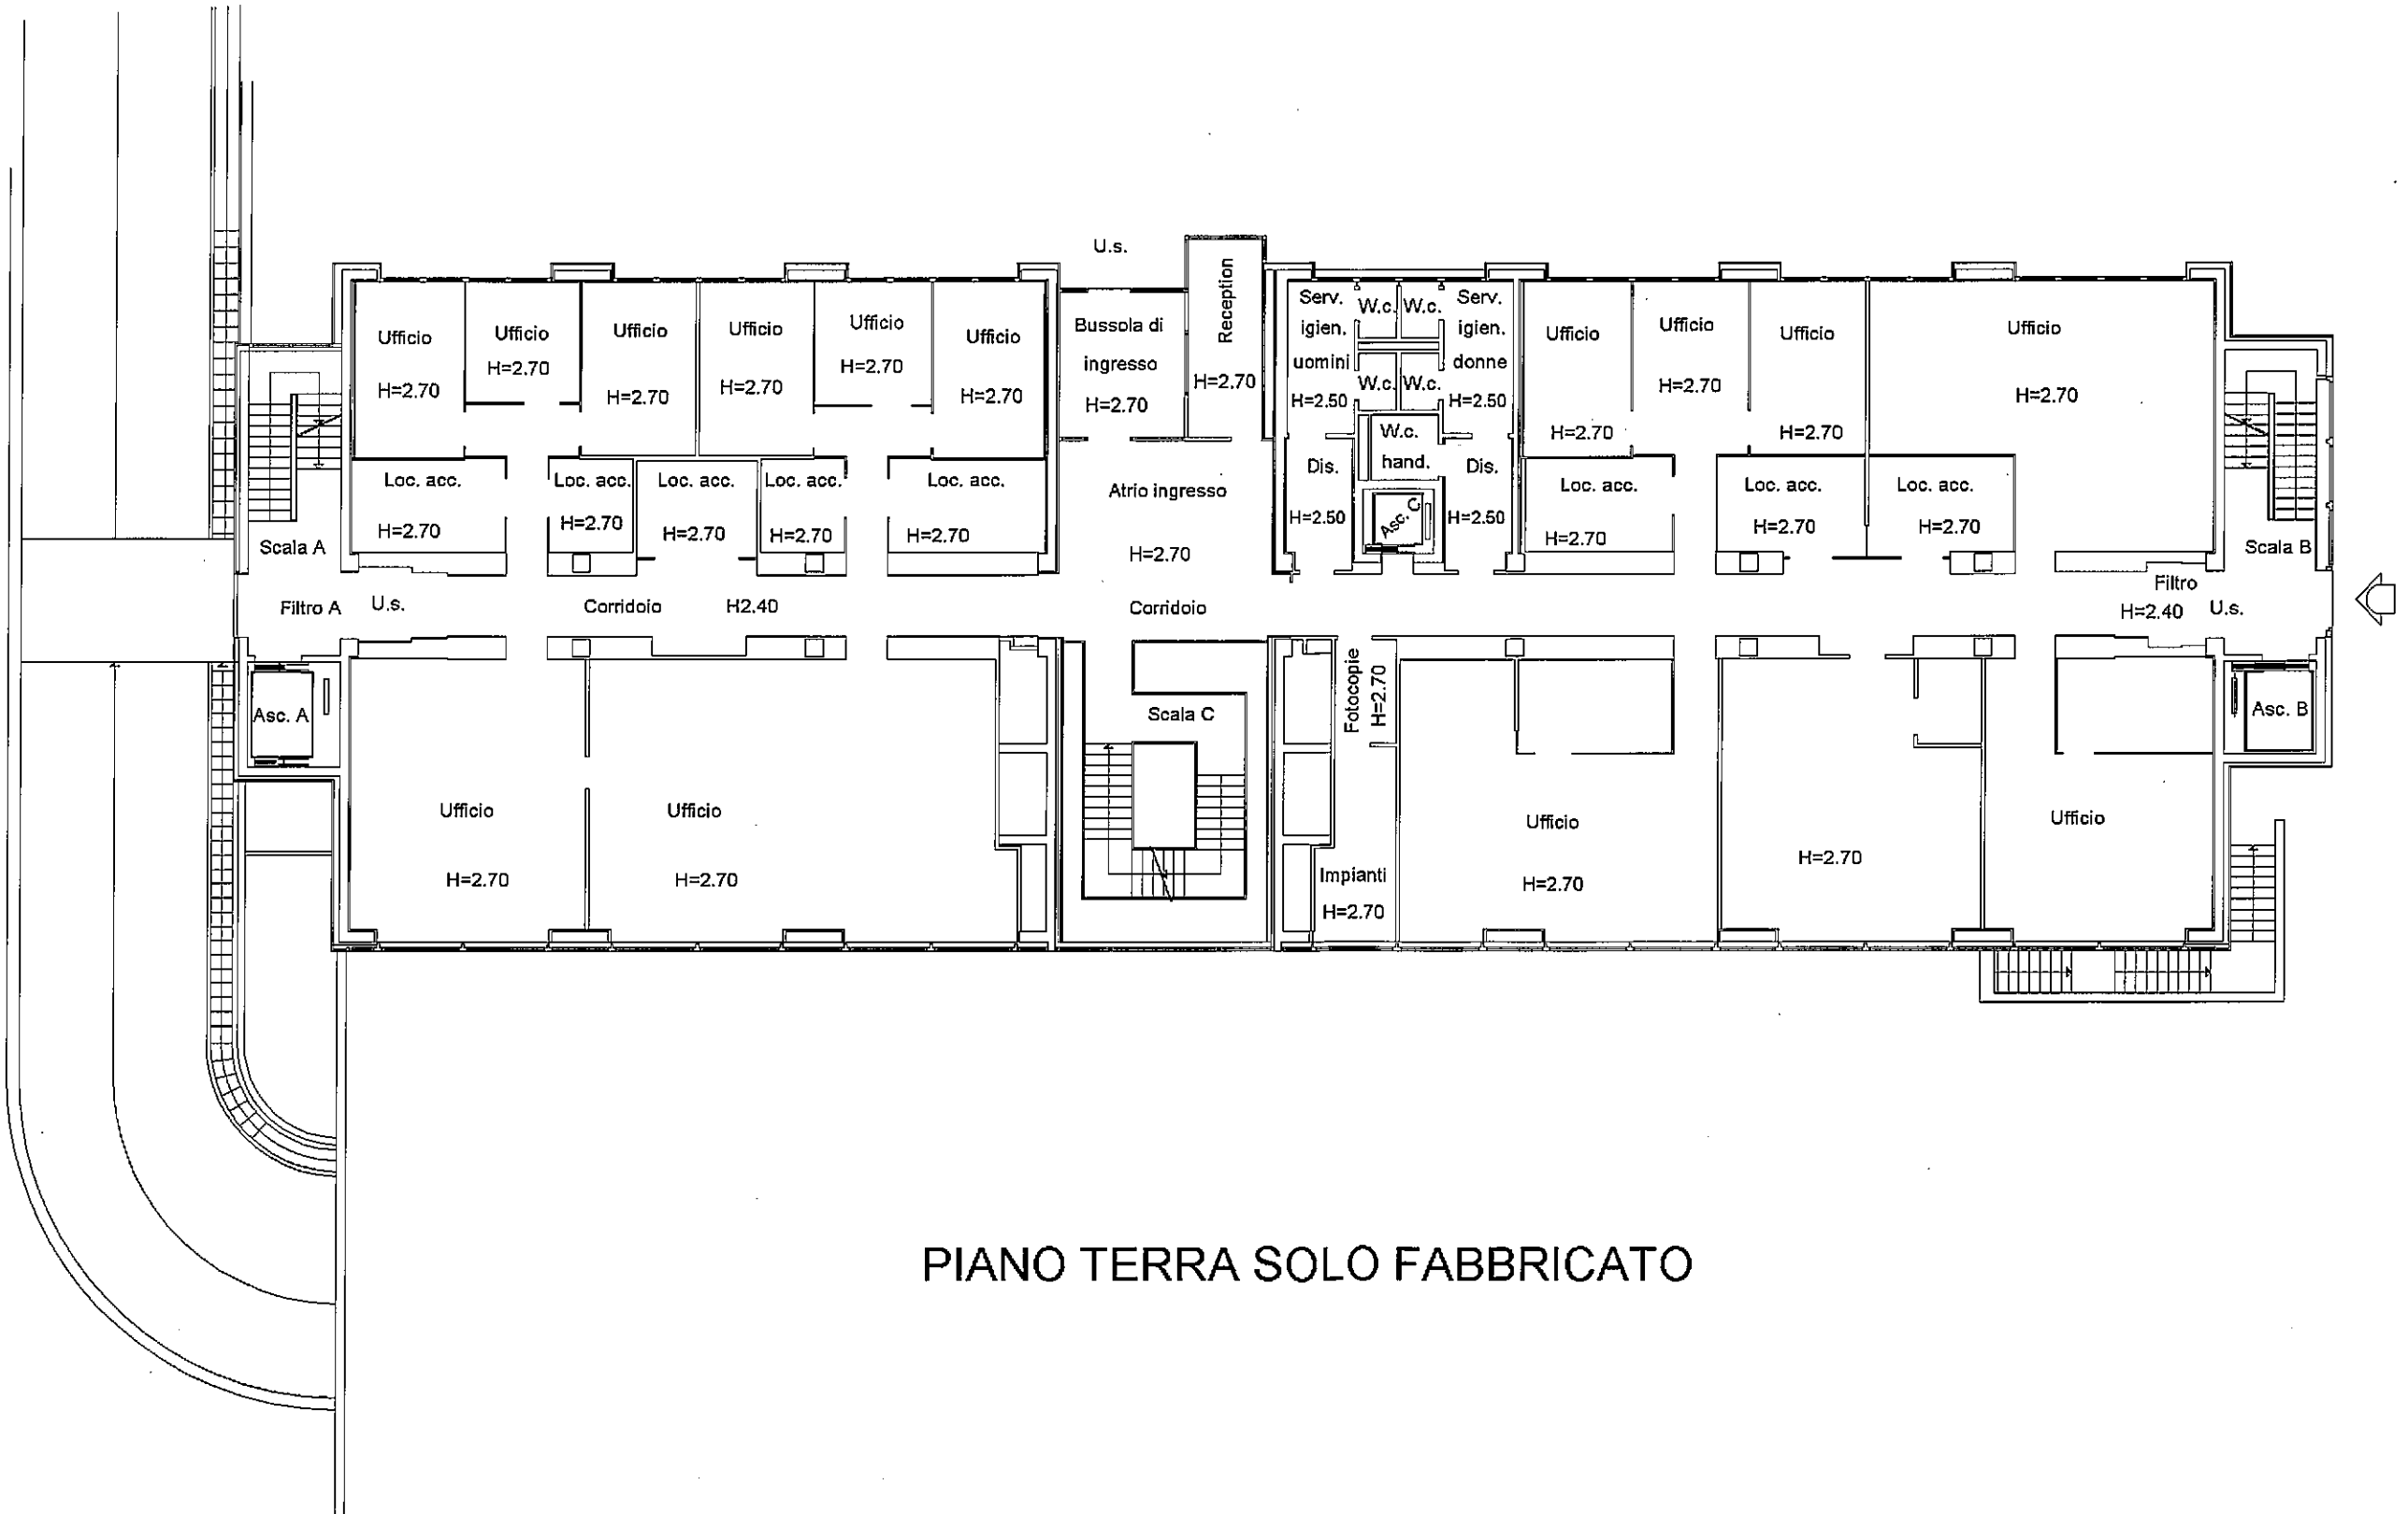 U.s.
Reception
H=2.70
Ufficio
H=2.70
Ufficio
H=2.70
Ufficio
H=2.70
Ufficio
H=2.70
Ufficio
H=2.70
Ufficio
H=2.70
Bussola di
ingresso
H=2.70
Serv.
igien.
uomini
H=2.50
W.c.
W.c.
W.c.
W.c.
Serv.
igien.
donne
H=2.50
Ufficio
H=2.70
Ufficio
H=2.70
Ufficio
H=2.70
Ufficio
H=2.70
Loc. acc.
H=2.70
Loc. acc.
H=2.70
Loc. acc.
H=2.70
Loc. acc.
H=2.70
Loc. acc.
H=2.70
Atrio ingresso
H=2.70
Dis.
H=2.50
W.c.
hand.
Asc. C
Dis.
H=2.50
Loc. acc.
H=2.70
Loc. acc.
H=2.70
Loc. acc.
H=2.70
Scala A
Scala B
Filtro A
U.s.
Corridoio
H2.40
Corridoio
Filtro
H=2.40
U.s.
Asc. A
Scala C
Fotocopie
H=2.70
Asc. B
Ufficio
H=2.70
Ufficio
H=2.70
Impianti
H=2.70
Ufficio
H=2.70
H=2.70
Ufficio
PIANO TERRA SOLO FABBRICATO